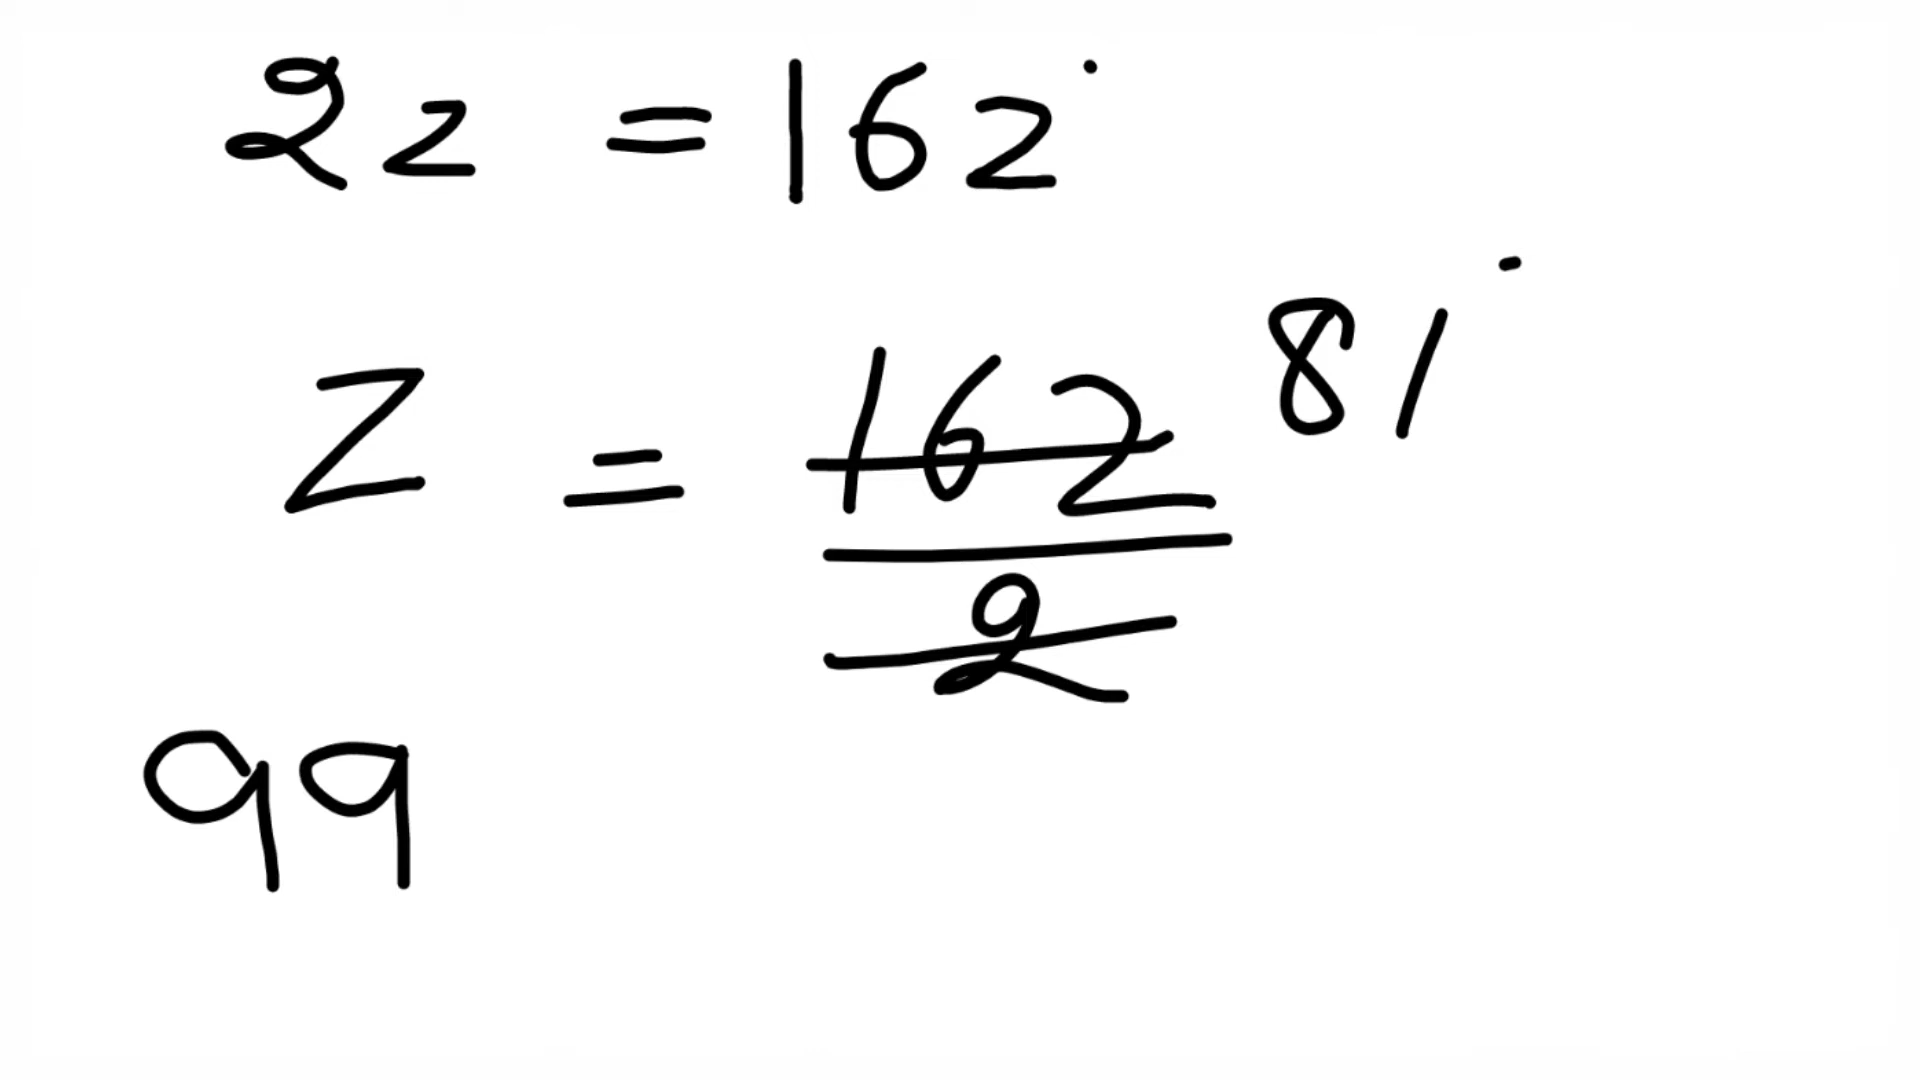 2z = 162
Z = 162/2 81
99